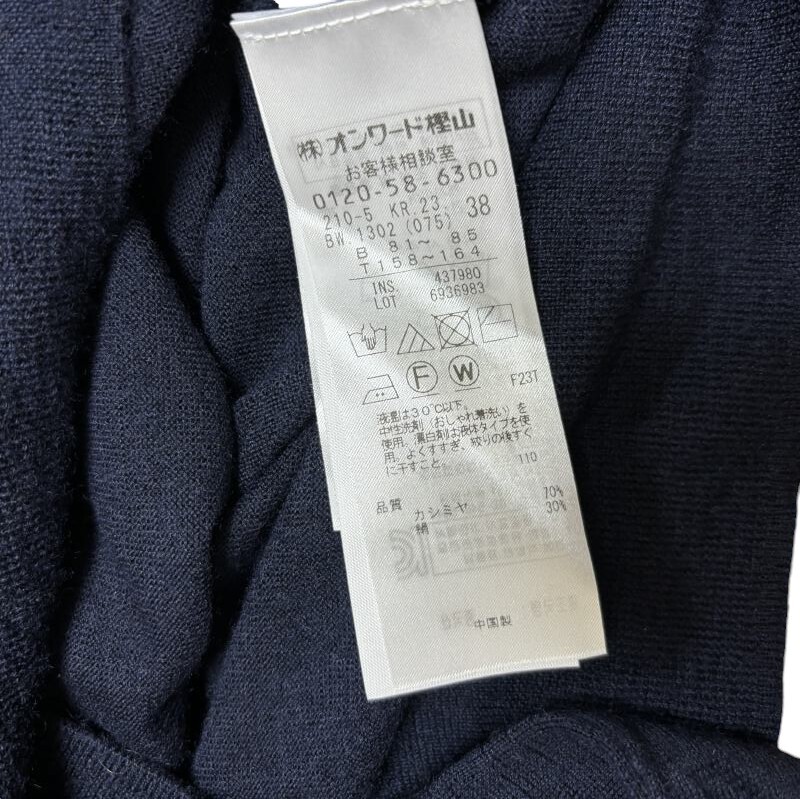 (株)オンワード樫山
お客様相談室
0120-58-6300
210-5 KR.23. 38
BW.1302(075)
B 81～ 85
T158～164
INS. 437980
LOT 6936983
F W F23T
液温は30℃以下、
中性洗剤（おしゃれ着洗い）を
使用。漂白剤は液体タイプを使
用。よくすすぎ、絞りの後すぐ
に干すこと。
110
品質 カシミヤ 70%
絹 30%
中国製